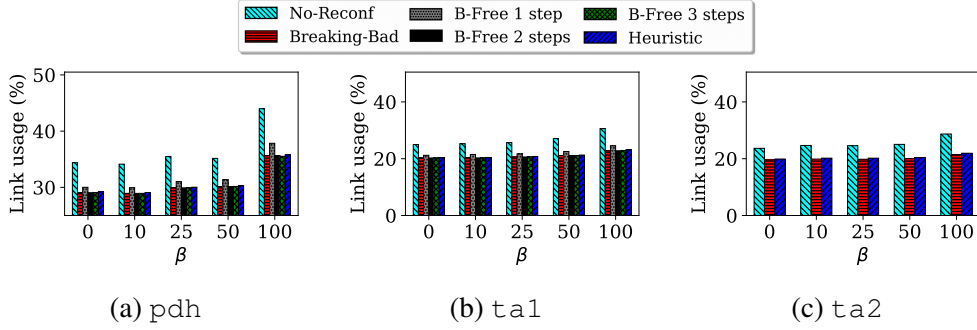 No-Reconf B-Free 1 step B-Free 3 steps
Breaking-Bad B-Free 2 steps Heuristic
Link usage (%)
50
40
30
0 10 25 50 100
β
(a) pdh
Link usage (%)
40
20
0
0 10 25 50 100
β
(b) ta1
Link usage (%)
40
20
0
0 10 25 50 100
β
(c) ta2